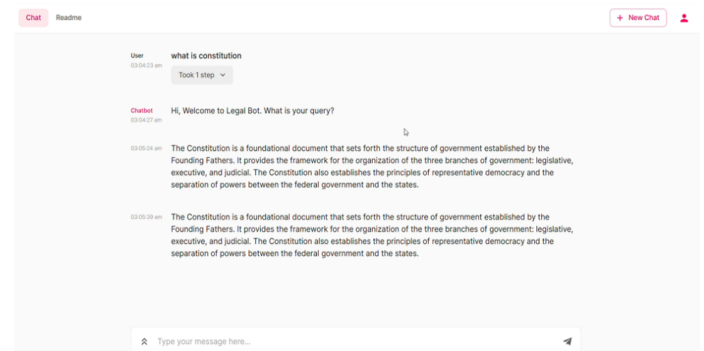 Chat Readme + New Chat
User what is constitution
03:04:23 am
Took 1 step
Chatbot Hi, Welcome to Legal Bot. What is your query?
03:04:27 am
03:05:24 am The Constitution is a foundational document that sets forth the structure of government established by the
Founding Fathers. It provides the framework for the organization of the three branches of government: legislative,
executive, and judicial. The Constitution also establishes the principles of representative democracy and the
separation of powers between the federal government and the states.
03:05:39 am The Constitution is a foundational document that sets forth the structure of government established by the
Founding Fathers. It provides the framework for the organization of the three branches of government: legislative,
executive, and judicial. The Constitution also establishes the principles of representative democracy and the
separation of powers between the federal government and the states.
Type your message here...